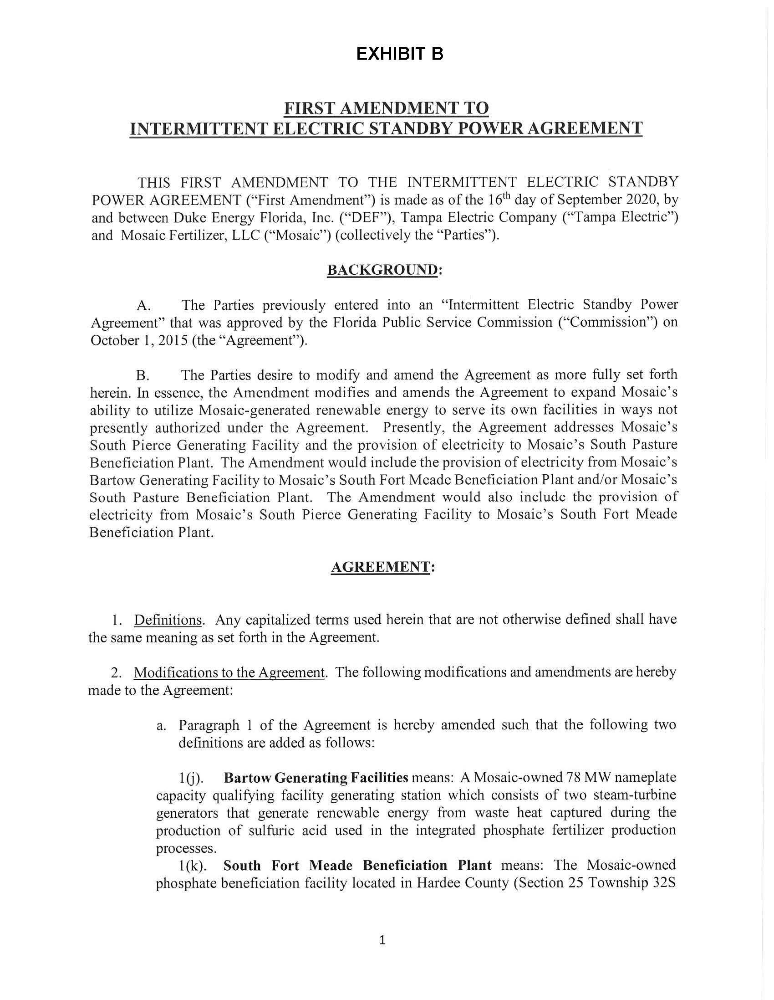 EXHIBIT B
FIRST AMENDMENT TO
INTERMITTENT ELECTRIC STANDBY POWER AGREEMENT
THIS FIRST AMENDMENT TO THE INTERMITTENT ELECTRIC STANDBY
POWER AGREEMENT (“First Amendment”) is made as of the 16th day of September 2020, by
and between Duke Energy Florida, Inc. (“DEF”), Tampa Electric Company (“Tampa Electric”)
and Mosaic Fertilizer, LLC (“Mosaic”) (collectively the “Parties”).
BACKGROUND:
A. The Parties previously entered into an “Intermittent Electric Standby Power
Agreement” that was approved by the Florida Public Service Commission (“Commission”) on
October 1, 2015 (the “Agreement”).
B. The Parties desire to modify and amend the Agreement as more fully set forth
herein. In essence, the Amendment modifies and amends the Agreement to expand Mosaic’s
ability to utilize Mosaic-generated renewable energy to serve its own facilities in ways not
presently authorized under the Agreement. Presently, the Agreement addresses Mosaic’s
South Pierce Generating Facility and the provision of electricity to Mosaic’s South Pasture
Beneficiation Plant. The Amendment would include the provision of electricity from Mosaic’s
Bartow Generating Facility to Mosaic’s South Fort Meade Beneficiation Plant and/or Mosaic’s
South Pasture Beneficiation Plant. The Amendment would also include the provision of
electricity from Mosaic’s South Pierce Generating Facility to Mosaic’s South Fort Meade
Beneficiation Plant.
AGREEMENT:
1. Definitions. Any capitalized terms used herein that are not otherwise defined shall have
the same meaning as set forth in the Agreement.
2. Modifications to the Agreement. The following modifications and amendments are hereby
made to the Agreement:
a. Paragraph 1 of the Agreement is hereby amended such that the following two
definitions are added as follows:
1(j). Bartow Generating Facilities means: A Mosaic-owned 78 MW nameplate
capacity qualifying facility generating station which consists of two steam-turbine
generators that generate renewable energy from waste heat captured during the
production of sulfuric acid used in the integrated phosphate fertilizer production
processes.
1(k). South Fort Meade Beneficiation Plant means: The Mosaic-owned
phosphate beneficiation facility located in Hardee County (Section 25 Township 32S
1